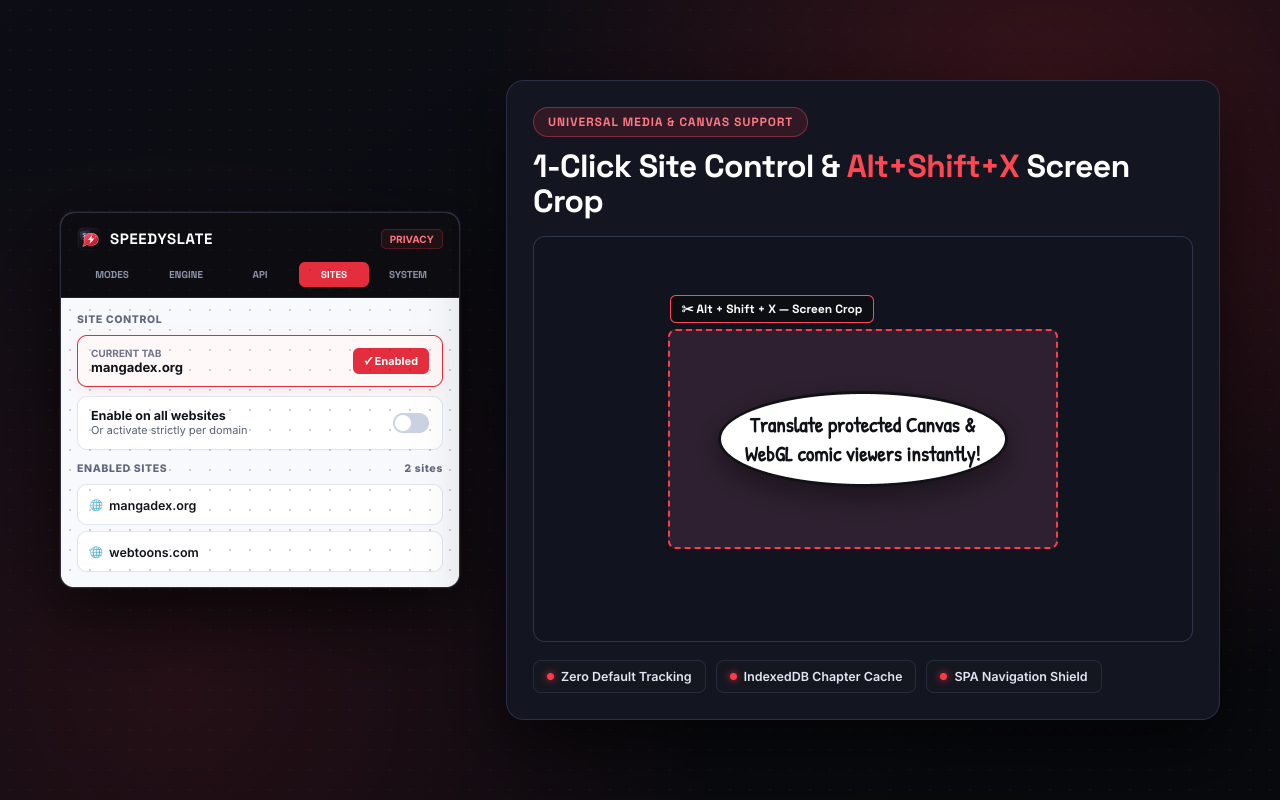 SPEEDYSLATE
PRIVACY
MODES
ENGINE
API
SITES
SYSTEM
SITE CONTROL
CURRENT TAB
mangadex.org
✓ Enabled
Enable on all websites
Or activate strictly per domain
ENABLED SITES
2 sites
mangadex.org
webtoons.com
UNIVERSAL MEDIA & CANVAS SUPPORT
1-Click Site Control & Alt+Shift+X Screen
Crop
✂ Alt + Shift + X — Screen Crop
Translate protected Canvas &
WebGL comic viewers instantly!
Zero Default Tracking
IndexedDB Chapter Cache
SPA Navigation Shield